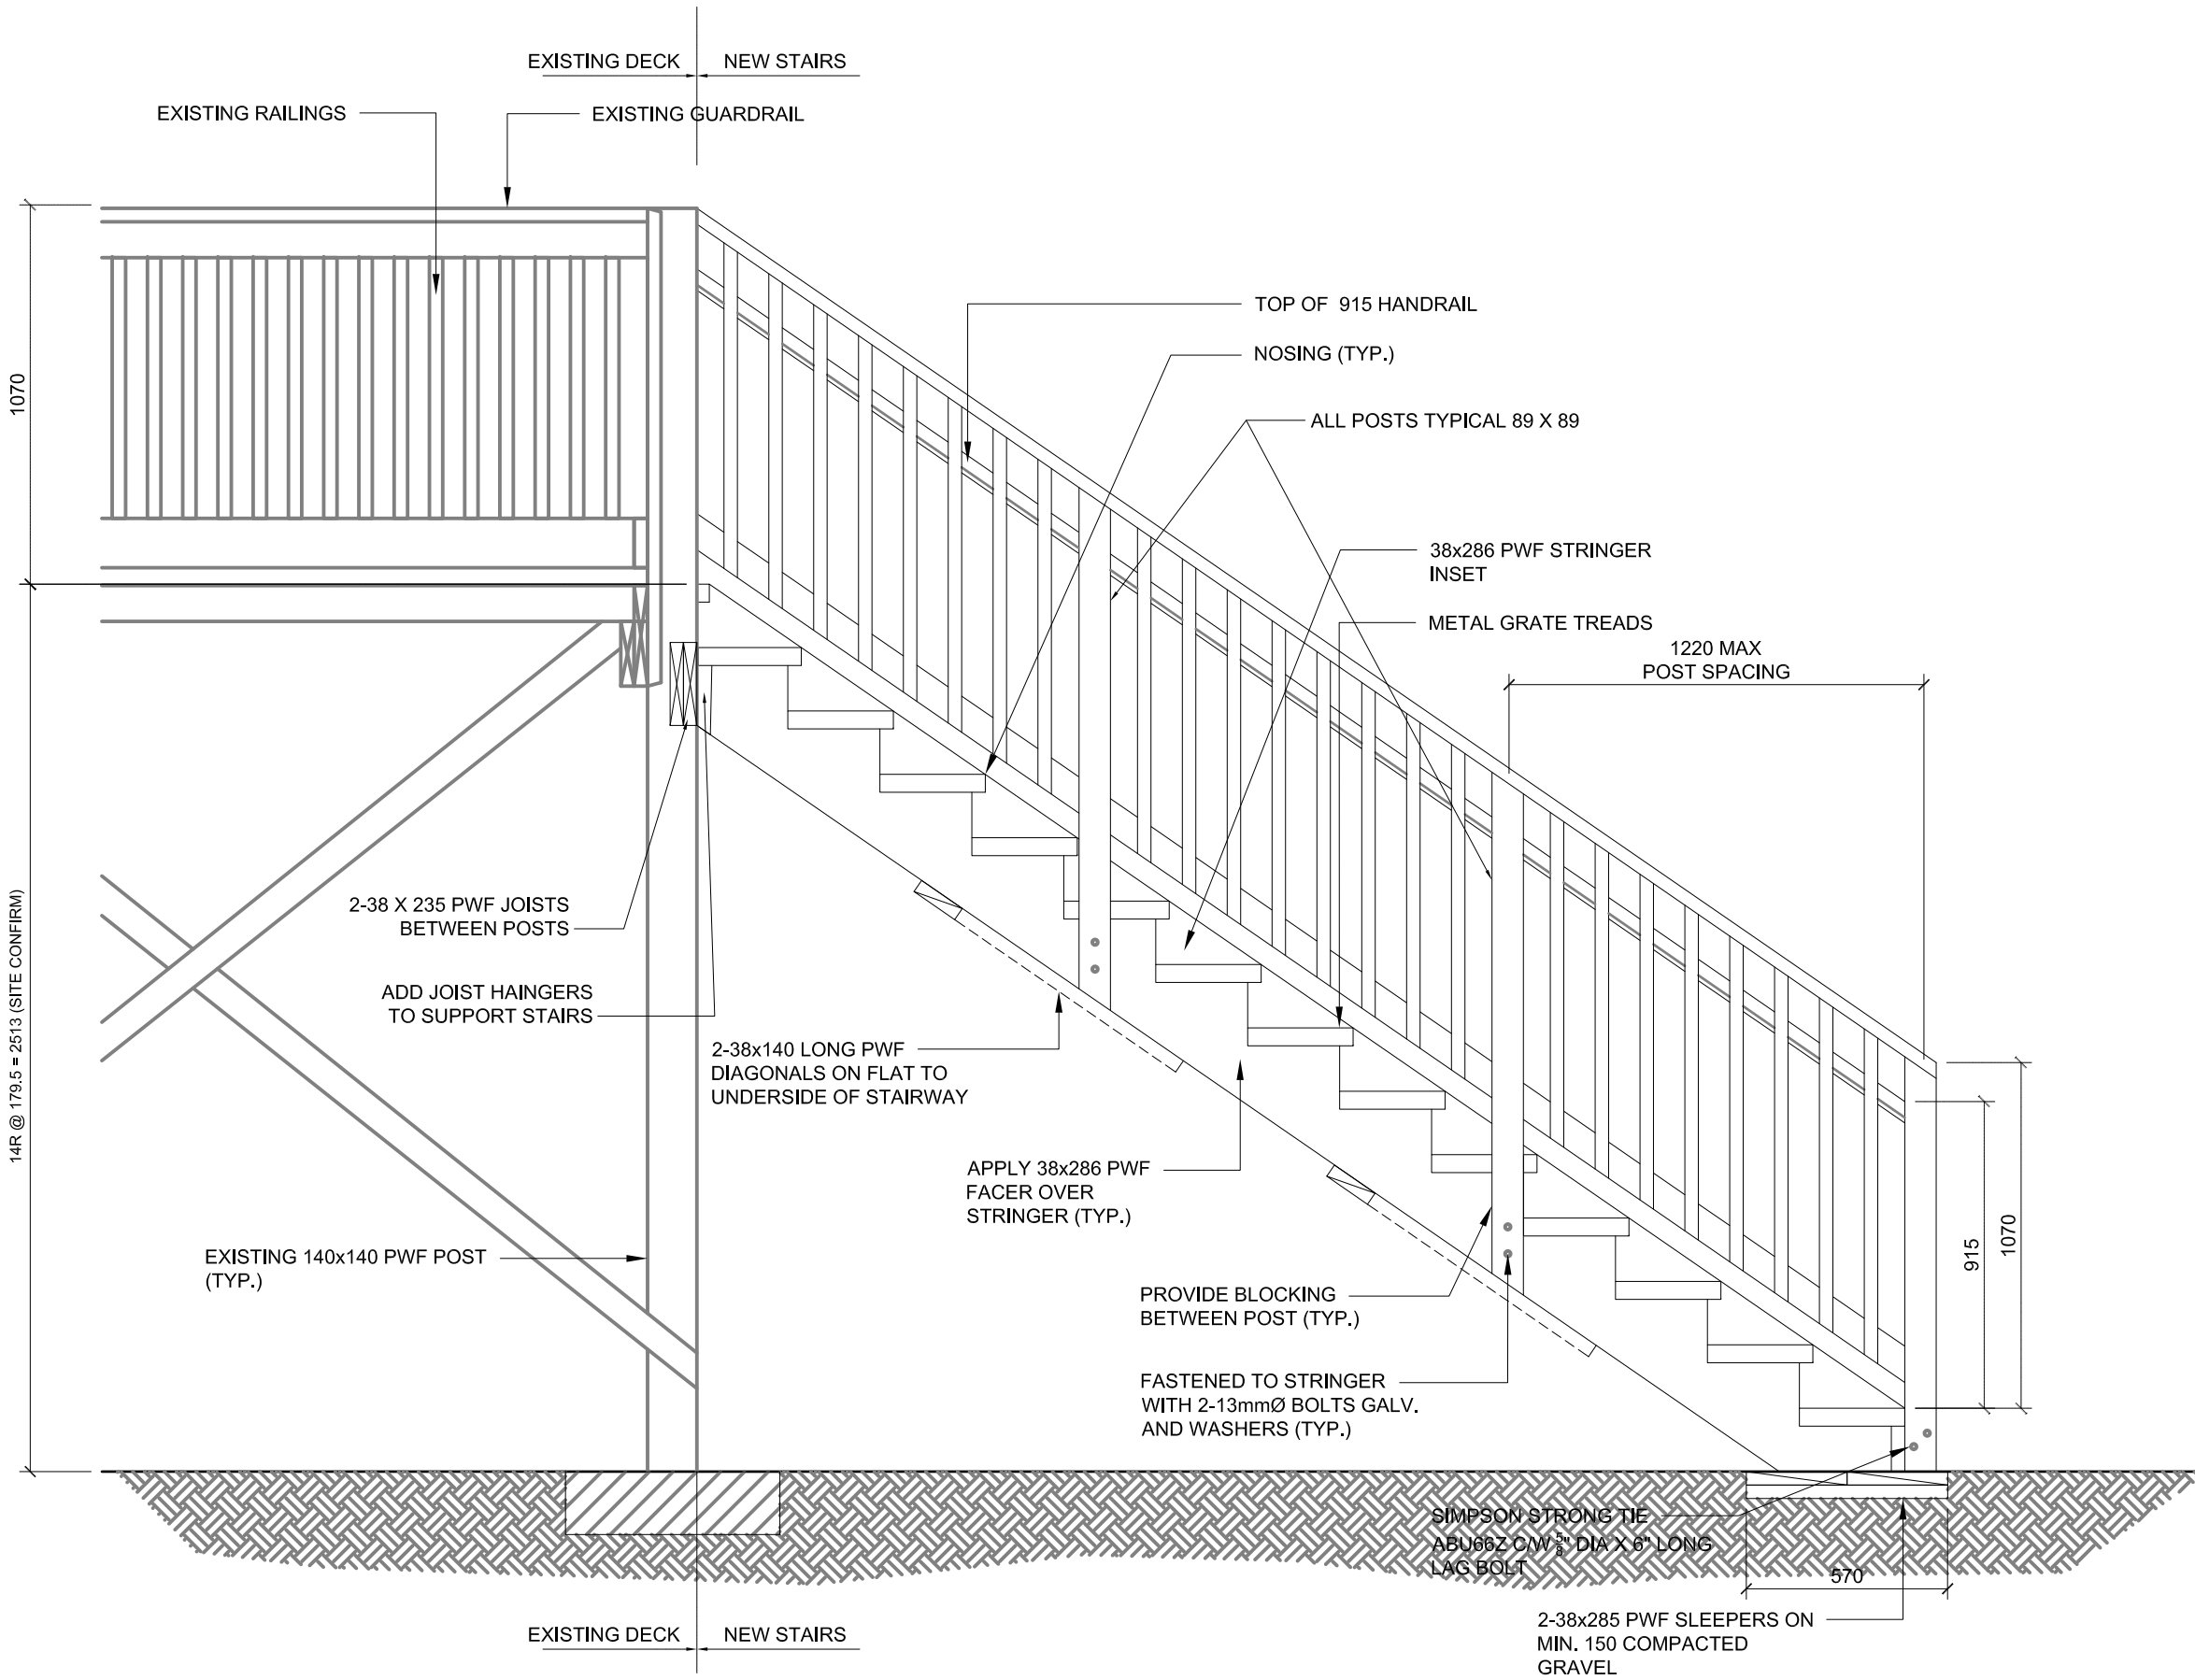 EXISTING DECK
NEW STAIRS
EXISTING RAILINGS
EXISTING GUARDRAIL
TOP OF 915 HANDRAIL
NOSING (TYP.)
1070
ALL POSTS TYPICAL 89 X 89
38x286 PWF STRINGER
INSET
METAL GRATE TREADS
1220 MAX
POST SPACING
14R @ 179.5 = 2513 (SITE CONFIRM)
2-38 X 235 PWF JOISTS
BETWEEN POSTS
ADD JOIST HAINGERS
TO SUPPORT STAIRS
2-38x140 LONG PWF
DIAGONALS ON FLAT TO
UNDERSIDE OF STAIRWAY
APPLY 38x286 PWF
FACER OVER
STRINGER (TYP.)
EXISTING 140x140 PWF POST
(TYP.)
PROVIDE BLOCKING
BETWEEN POST (TYP.)
915
1070
FASTENED TO STRINGER
WITH 2-13mmØ BOLTS GALV.
AND WASHERS (TYP.)
SIMPSON STRONG TIE
ABU66Z C/W 5/8" DIA X 6" LONG
LAG BOLT
570
2-38x285 PWF SLEEPERS ON
MIN. 150 COMPACTED
GRAVEL
EXISTING DECK
NEW STAIRS